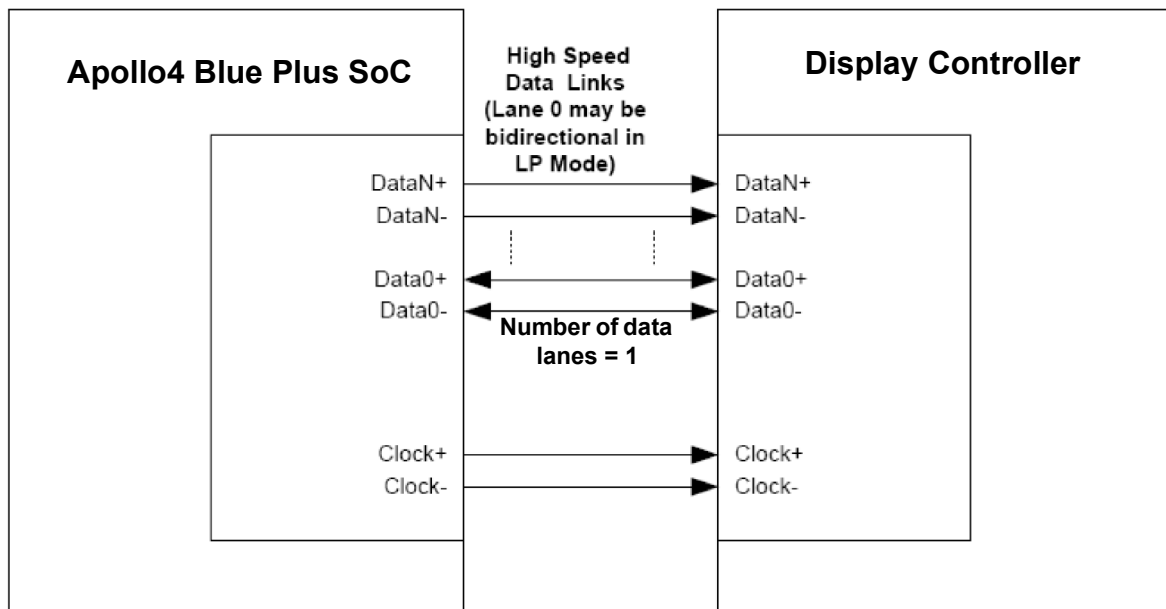 Apollo4 Blue Plus SoC
High Speed
Data Links
(Lane 0 may be
bidirectional in
LP Mode)
Display Controller
DataN+
DataN-
Data0+
Data0-
DataN+
DataN-
Data0+
Data0-
Number of data
lanes = 1
Clock+
Clock-
Clock+
Clock-